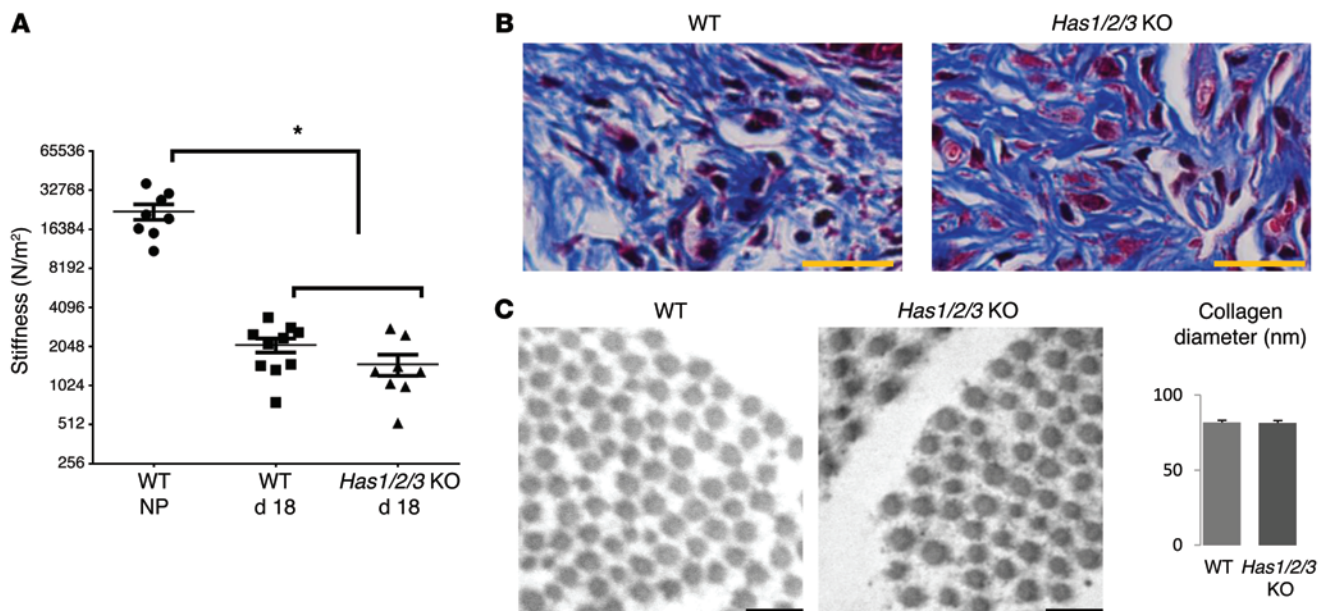 A
*
65536
32768
16384
8192
4096
2048
1024
512
256
Stiffness (N/m²)
WT
NP
WT
d 18
Has1/2/3 KO
d 18
B
WT
Has1/2/3 KO
C
WT
Has1/2/3 KO
Collagen
diameter (nm)
100
50
0
WT
Has1/2/3
KO